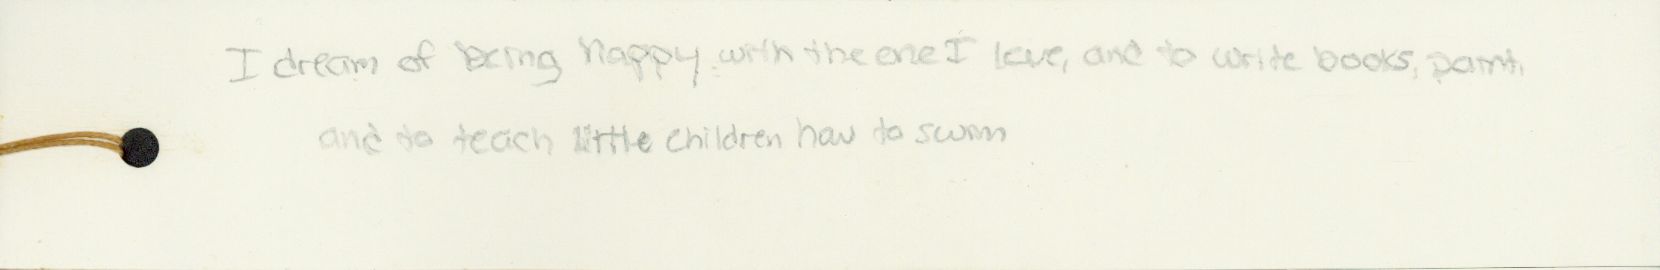 I dream of being happy with the one I love, and to write books, paint,
and to teach little children how to swim